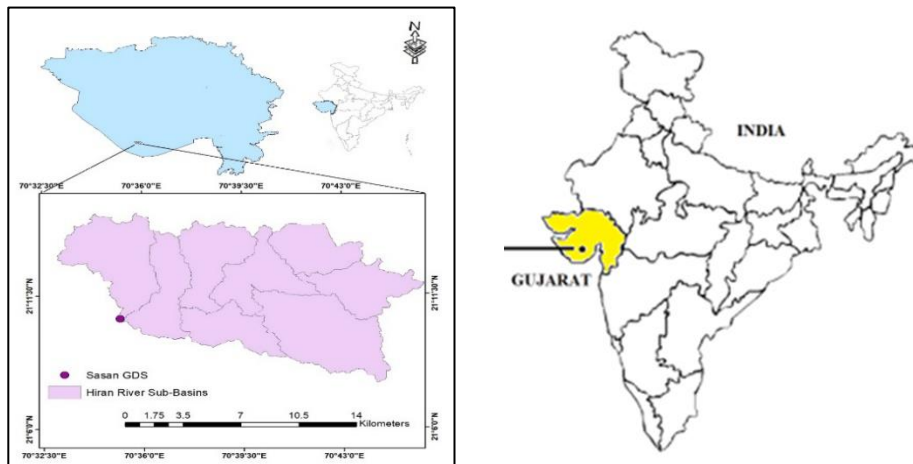 N
70°32'30"E
70°36'0"E
70°39'30"E
70°43'0"E
21°11'30"N
21°11'30"N
Sasan GDS
Hiran River Sub-Basins
0 1.75 3.5 7 10.5 14
Kilometers
21°6'0"N
21°6'0"N
70°32'30"E
70°36'0"E
70°39'30"E
70°43'0"E
INDIA
GUJARAT